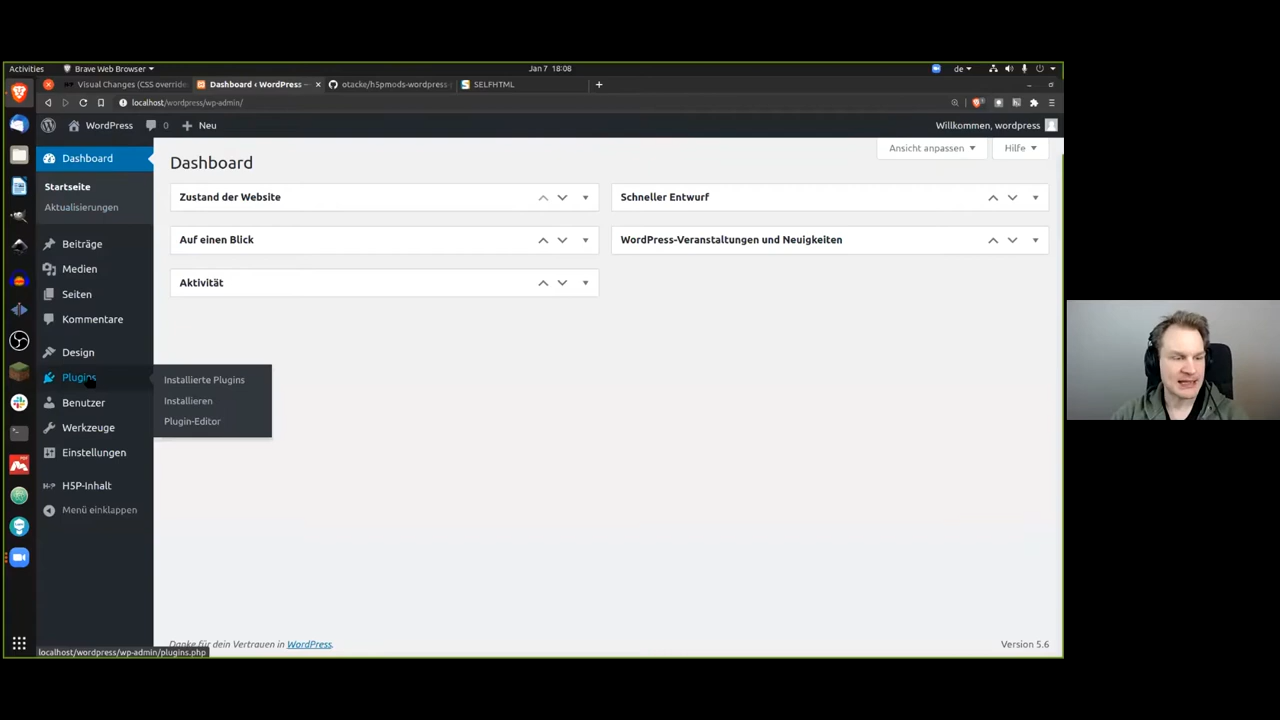 Activities
Brave Web Browser
Jan 7 18:08
de
Visual Changes (CSS override
Dashboard ‹ WordPress —
otacke/h5pmods-wordpress-
SELFHTML
localhost/wordpress/wp-admin/
WordPress
0
Neu
Willkommen, wordpress
Dashboard
Startseite
Aktualisierungen
Beiträge
Medien
Seiten
Kommentare
Design
Plugins
Benutzer
Werkzeuge
Einstellungen
H5P-Inhalt
Menü einklappen
Installierte Plugins
Installieren
Plugin-Editor
Dashboard
Ansicht anpassen
Hilfe
Zustand der Website
Schneller Entwurf
Auf einen Blick
WordPress-Veranstaltungen und Neuigkeiten
Aktivität
Danke für dein Vertrauen in WordPress.
Version 5.6
localhost/wordpress/wp-admin/plugins.php